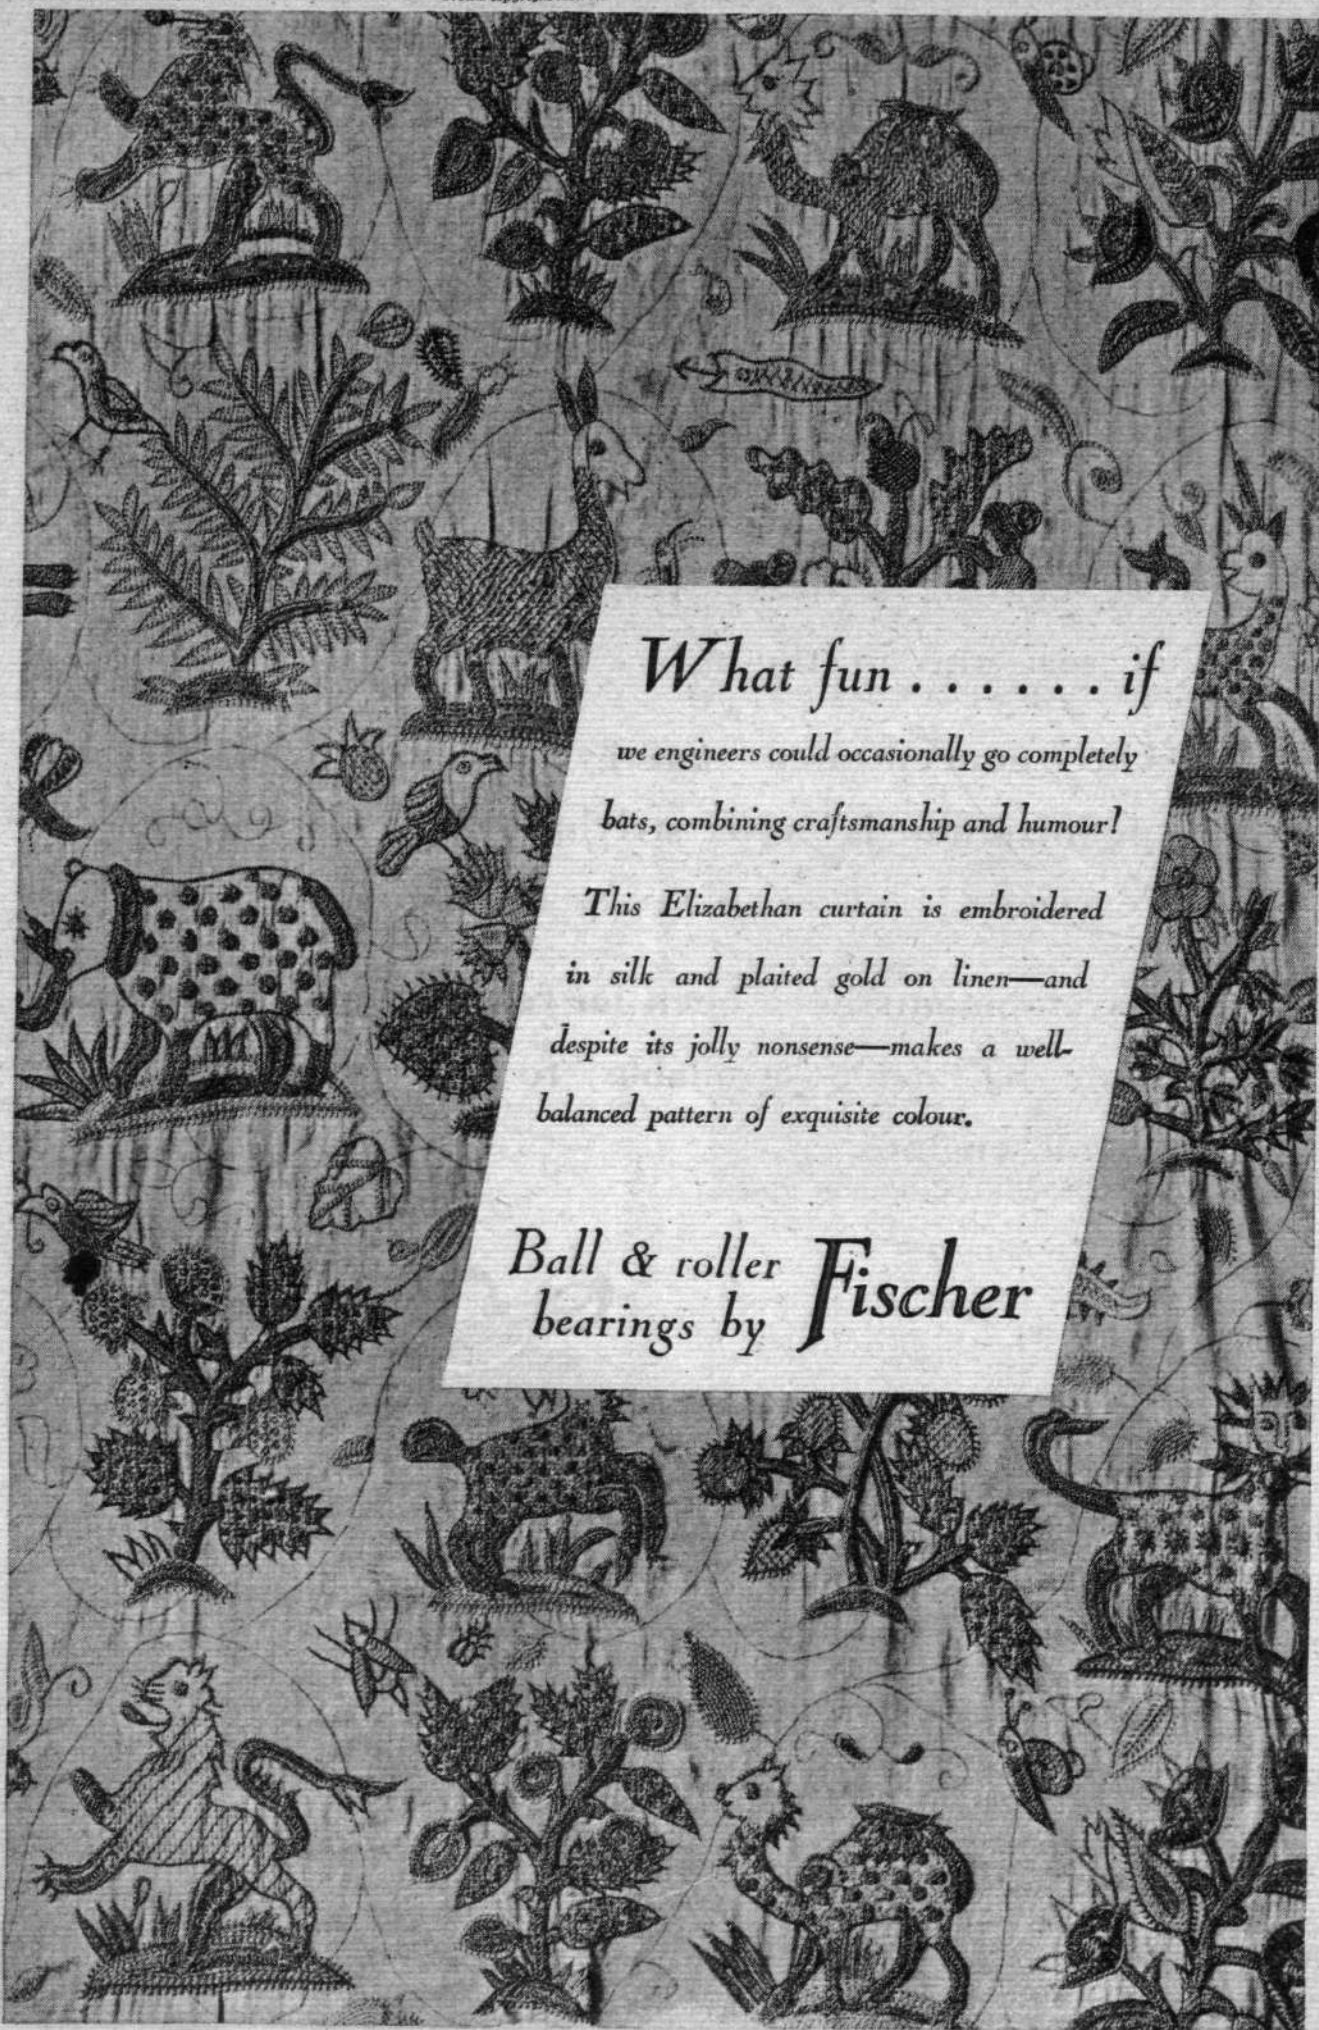 What fun . . . . . . if
we engineers could occasionally go completely
bats, combining craftsmanship and humour!
This Elizabethan curtain is embroidered
in silk and plaited gold on linen—and
despite its jolly nonsense—makes a well-
balanced pattern of exquisite colour.
Ball & roller
bearings by Fischer